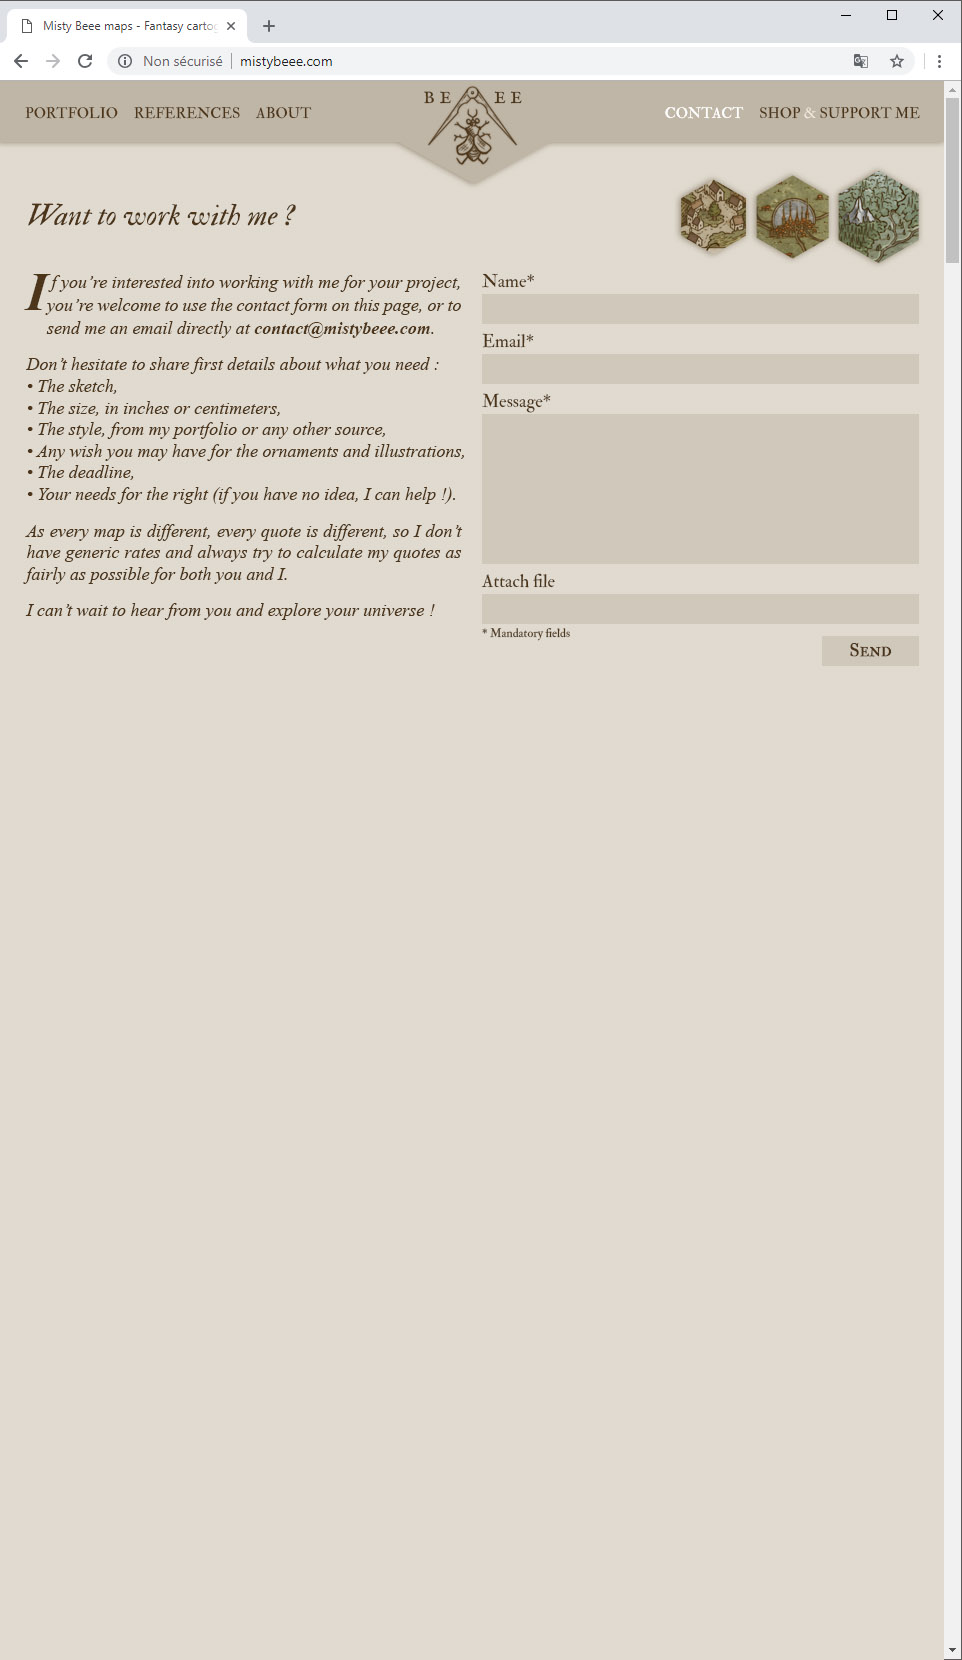 Misty Beee maps - Fantasy cartog
Non sécurisé mistybeee.com
PORTFOLIO REFERENCES ABOUT BE EE CONTACT SHOP & SUPPORT ME
Want to work with me ?
If you're interested into working with me for your project,
you're welcome to use the contact form on this page, or to
send me an email directly at contact@mistybeee.com.
Don't hesitate to share first details about what you need :
• The sketch,
• The size, in inches or centimeters,
• The style, from my portfolio or any other source,
• Any wish you may have for the ornaments and illustrations,
• The deadline,
• Your needs for the right (if you have no idea, I can help !).
As every map is different, every quote is different, so I don't
have generic rates and always try to calculate my quotes as
fairly as possible for both you and I.
I can't wait to hear from you and explore your universe !
Name*
Email*
Message*
Attach file
* Mandatory fields
Send